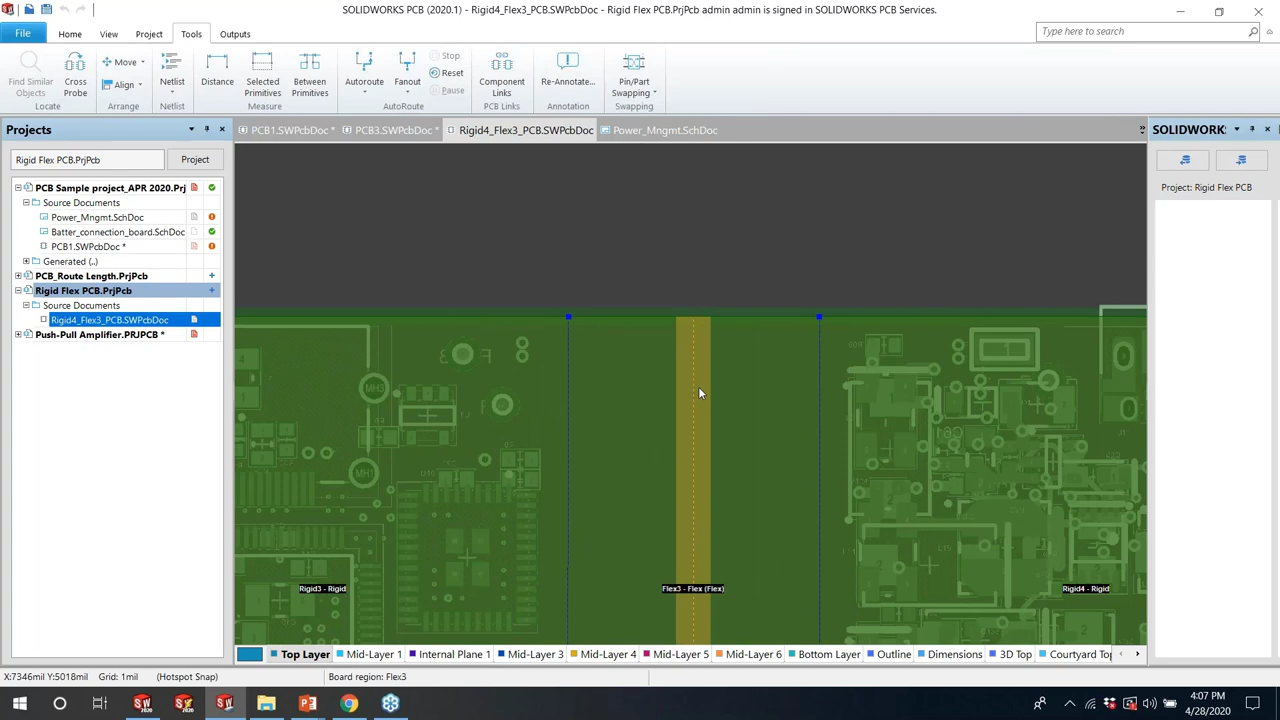 SOLIDWORKS PCB (2020.1) - Rigid4_Flex3_PCB.SWPcbDoc - Rigid Flex PCB.PrjPcb admin admin is signed in SOLIDWORKS PCB Services.
File Home View Project Tools Outputs
Type here to search
Find Similar Objects
Cross Probe
Locate
Move
Align
Arrange
Netlist
Netlist
Distance
Selected Primitives
Between Primitives
Measure
Autoroute
Fanout
Stop
Reset
Pause
AutoRoute
Component Links
PCB Links
Re-Annotate...
Annotation
Pin/Part Swapping
Swapping
Projects
PCB1.SWPcbDoc *
PCB3.SWPcbDoc *
Rigid4_Flex3_PCB.SWPcbDoc
Power_Mngmt.SchDoc
SOLIDWORK:
Rigid Flex PCB.PrjPcb
Project
Project: Rigid Flex PCB
PCB Sample project_APR 2020.Prj
Source Documents
Power_Mngmt.SchDoc
Batter_connection_board.SchDoc
PCB1.SWPcbDoc *
Generated (..)
PCB_Route Length.PrjPcb
Rigid Flex PCB.PrjPcb
Source Documents
Rigid4_Flex3_PCB.SWPcbDoc
Push-Pull Amplifier.PRJPCB *
MH3
MH1
Rigid3 - Rigid
Flex3 - Flex (Flex)
Rigid4 - Rigid
Top Layer
Mid-Layer 1
Internal Plane 1
Mid-Layer 3
Mid-Layer 4
Mid-Layer 5
Mid-Layer 6
Bottom Layer
Outline
Dimensions
3D Top
Courtyard Top
X:7346mil Y:5018mil Grid: 1mil (Hotspot Snap)
Board region: Flex3
4:07 PM
4/28/2020